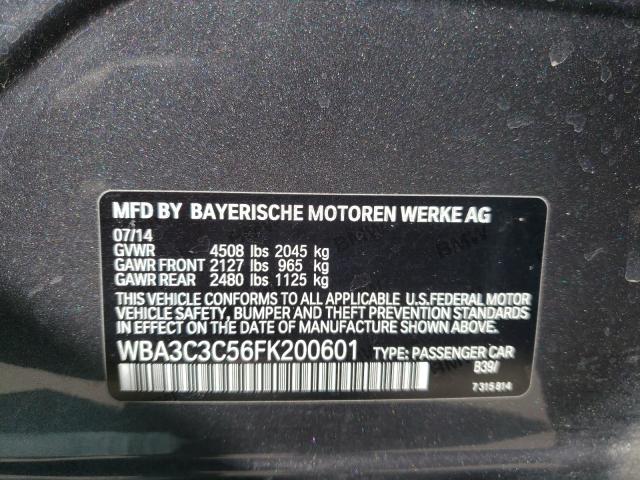 MFD BY BAYERISCHE MOTOREN WERKE AG
07/14
GVWR 4508 lbs 2045 kg
GAWR FRONT 2127 lbs 965 kg
GAWR REAR 2480 lbs 1125 kg
THIS VEHICLE CONFORMS TO ALL APPLICABLE U.S.FEDERAL MOTOR
VEHICLE SAFETY, BUMPER AND THEFT PREVENTION STANDARDS
IN EFFECT ON THE DATE OF MANUFACTURE SHOWN ABOVE.
WBA3C3C56FK200601 TYPE: PASSENGER CAR
B39/
7315814